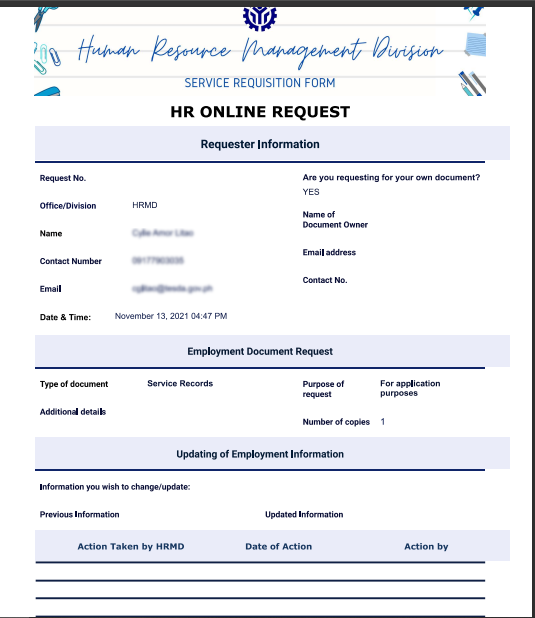 Human Resource Management Division
SERVICE REQUISITION FORM
HR ONLINE REQUEST
Requester Information
Request No.
Are you requesting for your own document?
YES
Office/Division HRMD
Name of
Document Owner
Name
Email address
Contact Number
Contact No.
Email
Date & Time: November 13, 2021 04:47 PM
Employment Document Request
Type of document Service Records
Purpose of
request
For application
purposes
Additional details
Number of copies 1
Updating of Employment Information
Information you wish to change/update:
Previous Information Updated Information
Action Taken by HRMD Date of Action Action by